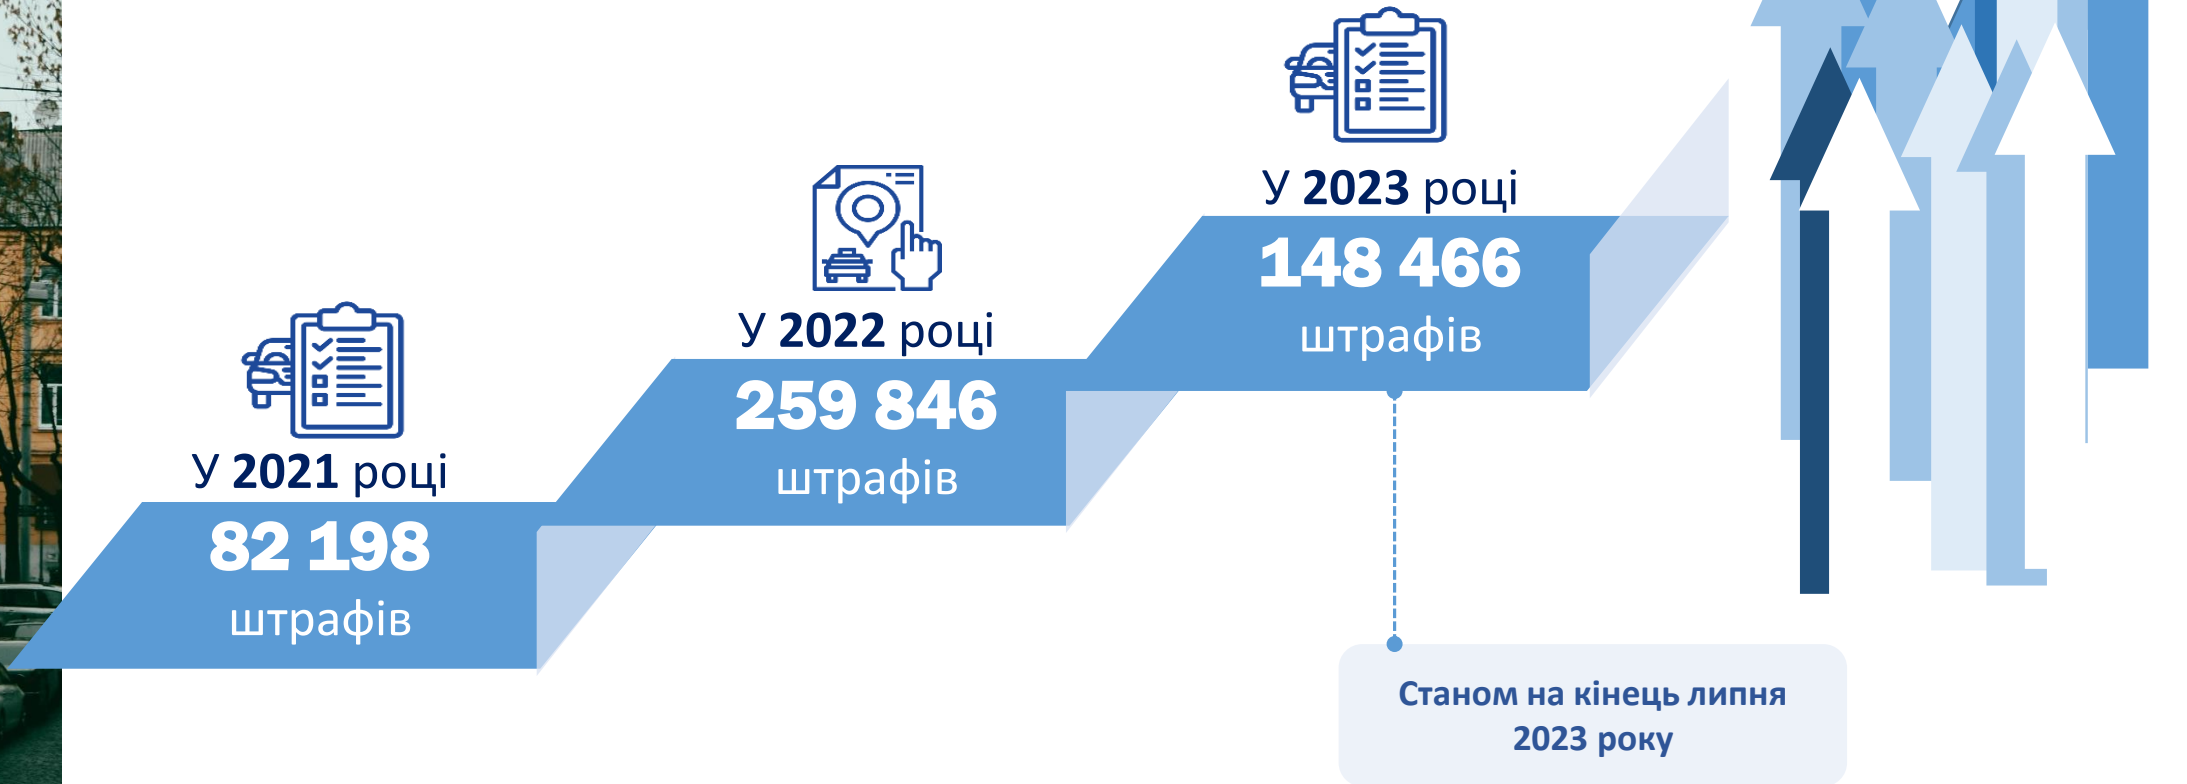 У 2021 році
82 198
штрафів
У 2022 році
259 846
штрафів
У 2023 році
148 466
штрафів
Станом на кінець липня
2023 року